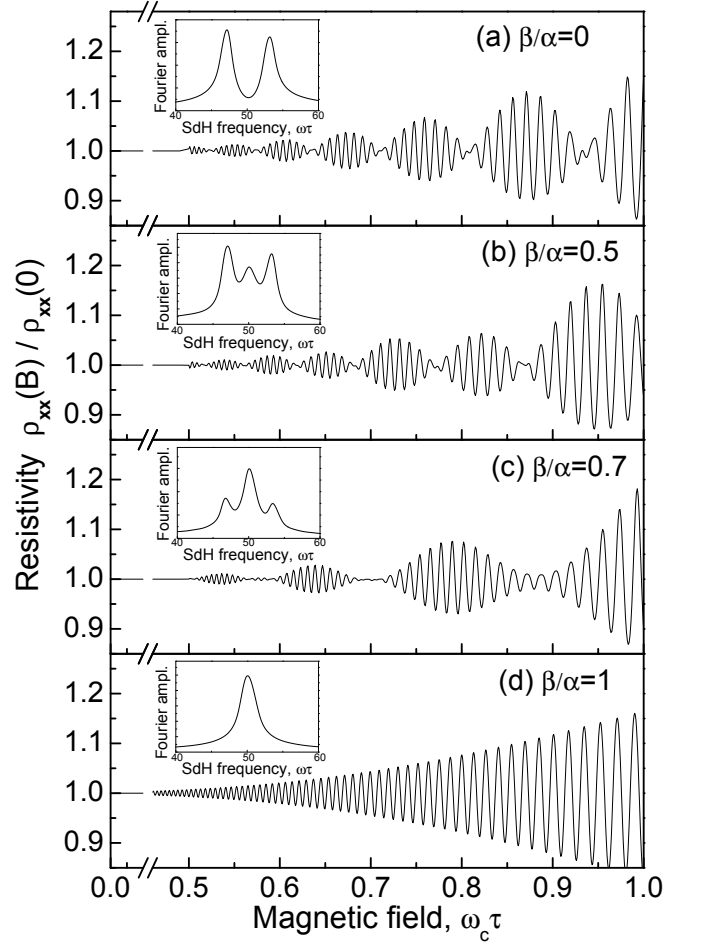 Resistivity ρxx(B) / ρxx(0)
1.2
1.1
1.0
0.9
(a) β/α=0
Fourier ampl.
40 50 60
SdH frequency, ωτ
1.2
1.1
1.0
0.9
(b) β/α=0.5
Fourier ampl.
40 50 60
SdH frequency, ωτ
1.2
1.1
1.0
0.9
(c) β/α=0.7
Fourier ampl.
40 50 60
SdH frequency, ωτ
1.2
1.1
1.0
0.9
(d) β/α=1
Fourier ampl.
40 50 60
SdH frequency, ωτ
0.0 0.5 0.6 0.7 0.8 0.9 1.0
Magnetic field, ωcτ